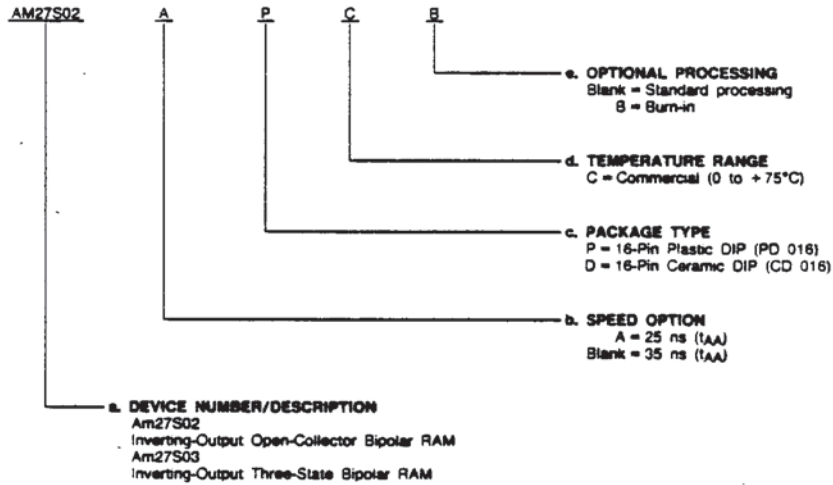 AM27S02 A P C B
e. OPTIONAL PROCESSING
Blank = Standard processing
B = Burn-in
d. TEMPERATURE RANGE
C = Commercial (0 to +75°C)
c. PACKAGE TYPE
P = 16-Pin Plastic DIP (PD 016)
D = 16-Pin Ceramic DIP (CD 016)
b. SPEED OPTION
A = 25 ns (tAA)
Blank = 35 ns (tAA)
a. DEVICE NUMBER/DESCRIPTION
Am27S02
Inverting-Output Open-Collector Bipolar RAM
Am27S03
Inverting-Output Three-State Bipolar RAM